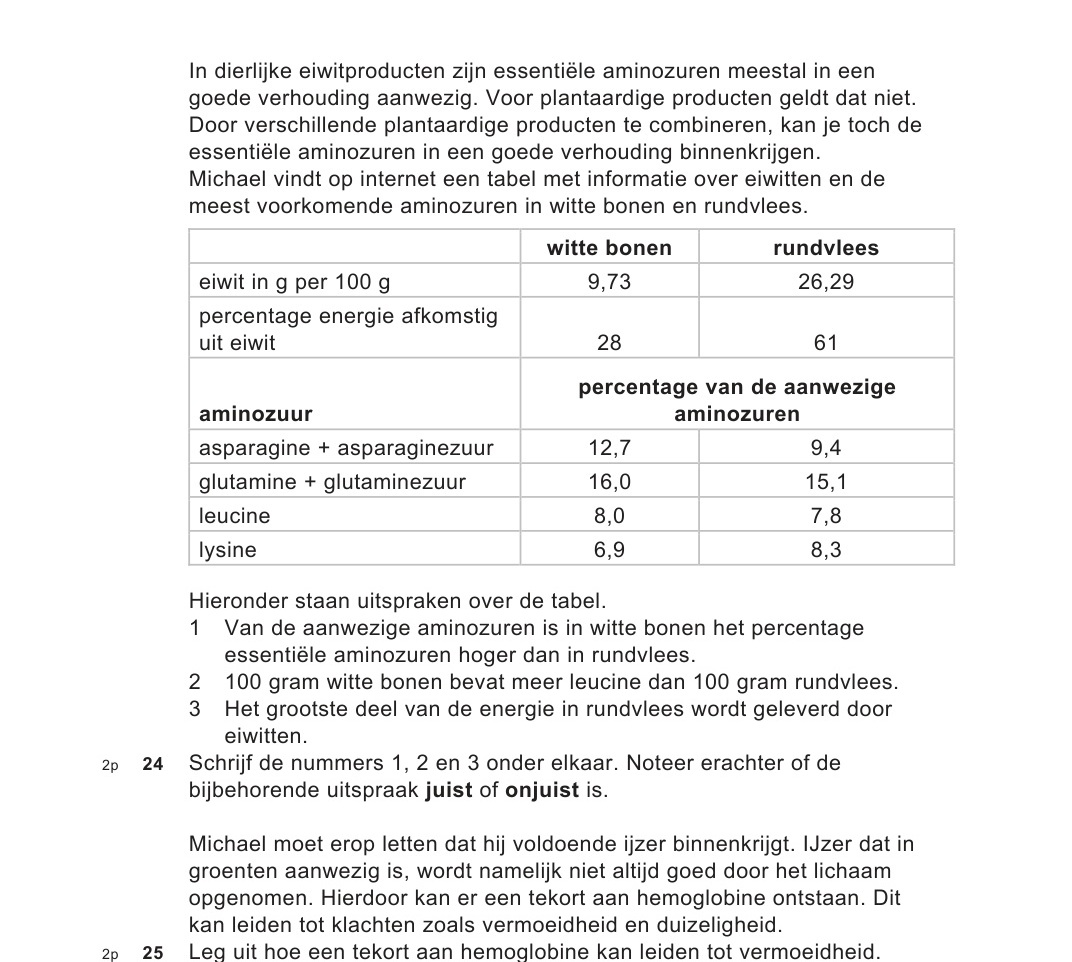 In dierlijke eiwitproducten zijn essentiële aminozuren meestal in een
goede verhouding aanwezig. Voor plantaardige producten geldt dat niet.
Door verschillende plantaardige producten te combineren, kan je toch de
essentiële aminozuren in een goede verhouding binnenkrijgen.
Michael vindt op internet een tabel met informatie over eiwitten en de
meest voorkomende aminozuren in witte bonen en rundvlees.
witte bonen rundvlees
eiwit in g per 100 g 9,73 26,29
percentage energie afkomstig
uit eiwit 28 61
percentage van de aanwezige
aminozuur aminozuren
asparagine + asparaginezuur 12,7 9,4
glutamine + glutaminezuur 16,0 15,1
leucine 8,0 7,8
lysine 6,9 8,3
Hieronder staan uitspraken over de tabel.
1 Van de aanwezige aminozuren is in witte bonen het percentage
essentiële aminozuren hoger dan in rundvlees.
2 100 gram witte bonen bevat meer leucine dan 100 gram rundvlees.
3 Het grootste deel van de energie in rundvlees wordt geleverd door
eiwitten.
2p 24 Schrijf de nummers 1, 2 en 3 onder elkaar. Noteer erachter of de
bijbehorende uitspraak juist of onjuist is.
Michael moet erop letten dat hij voldoende ijzer binnenkrijgt. IJzer dat in
groenten aanwezig is, wordt namelijk niet altijd goed door het lichaam
opgenomen. Hierdoor kan er een tekort aan hemoglobine ontstaan. Dit
kan leiden tot klachten zoals vermoeidheid en duizeligheid.
2p 25 Leg uit hoe een tekort aan hemoglobine kan leiden tot vermoeidheid.